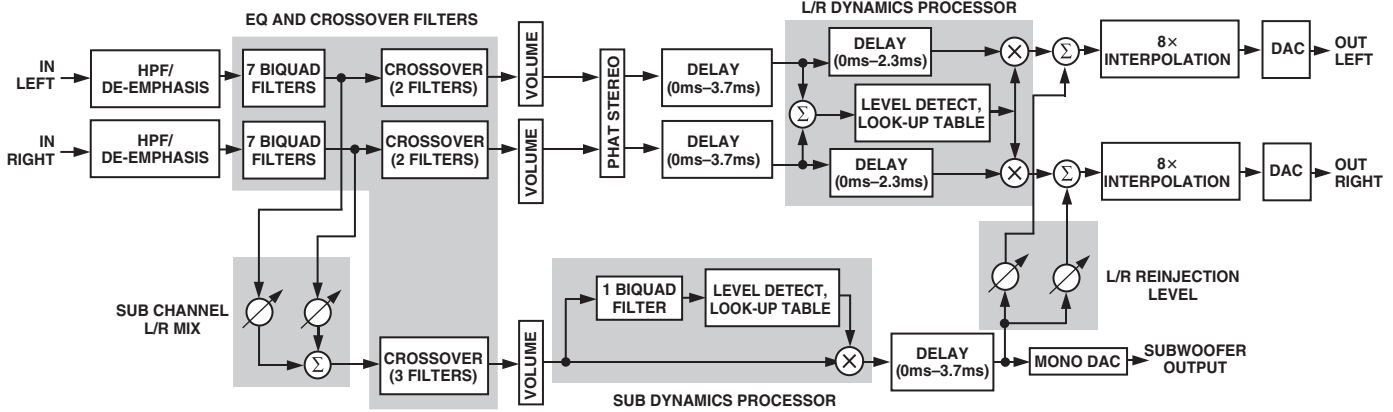 EQ AND CROSSOVER FILTERS
L/R DYNAMICS PROCESSOR
IN
LEFT
HPF/
DE-EMPHASIS
7 BIQUAD
FILTERS
CROSSOVER
(2 FILTERS)
VOLUME
PHAT STEREO
DELAY
(0ms–3.7ms)
DELAY
(0ms–2.3ms)
×
Σ
8×
INTERPOLATION
DAC
OUT
LEFT
Σ
LEVEL DETECT,
LOOK-UP TABLE
IN
RIGHT
HPF/
DE-EMPHASIS
7 BIQUAD
FILTERS
CROSSOVER
(2 FILTERS)
VOLUME
DELAY
(0ms–3.7ms)
DELAY
(0ms–2.3ms)
×
Σ
8×
INTERPOLATION
DAC
OUT
RIGHT
SUB CHANNEL
L/R MIX
Σ
1 BIQUAD
FILTER
LEVEL DETECT,
LOOK-UP TABLE
L/R REINJECTION
LEVEL
CROSSOVER
(3 FILTERS)
VOLUME
×
DELAY
(0ms–3.7ms)
MONO DAC
SUBWOOFER
OUTPUT
SUB DYNAMICS PROCESSOR